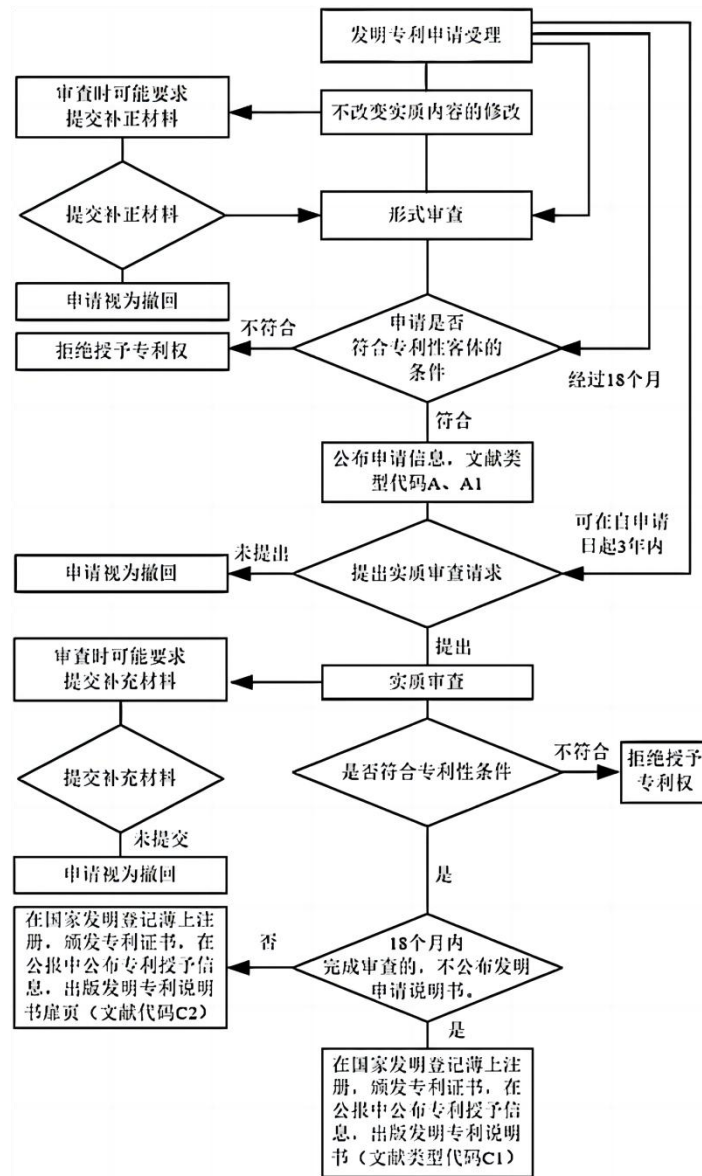 发明专利申请受理
审查时可能要求
提交补正材料
不改变实质内容的修改
提交补正材料
形式审查
申请视为撤回
拒绝授予专利权
不符合
申请是否
符合专利性客体的
条件
经过18个月
符合
公布申请信息，文献类
型代码A、A1
可在自申请
日起3年内
未提出
申请视为撤回
提出实质审查请求
提出
审查时可能要求
提交补充材料
实质审查
提交补充材料
是否符合专利性条件
不符合
拒绝授予
专利权
未提交
申请视为撤回
是
在国家发明登记薄上注
册，颁发专利证书，在
公报中公布专利授予信
息，出版发明专利说明
书扉页（文献代码C2）
否
18个月内
完成审查的，不公布发明
申请说明书。
是
在国家发明登记薄上注
册，颁发专利证书，在
公报中公布专利授予信
息，出版发明专利说明
书（文献类型代码C1）